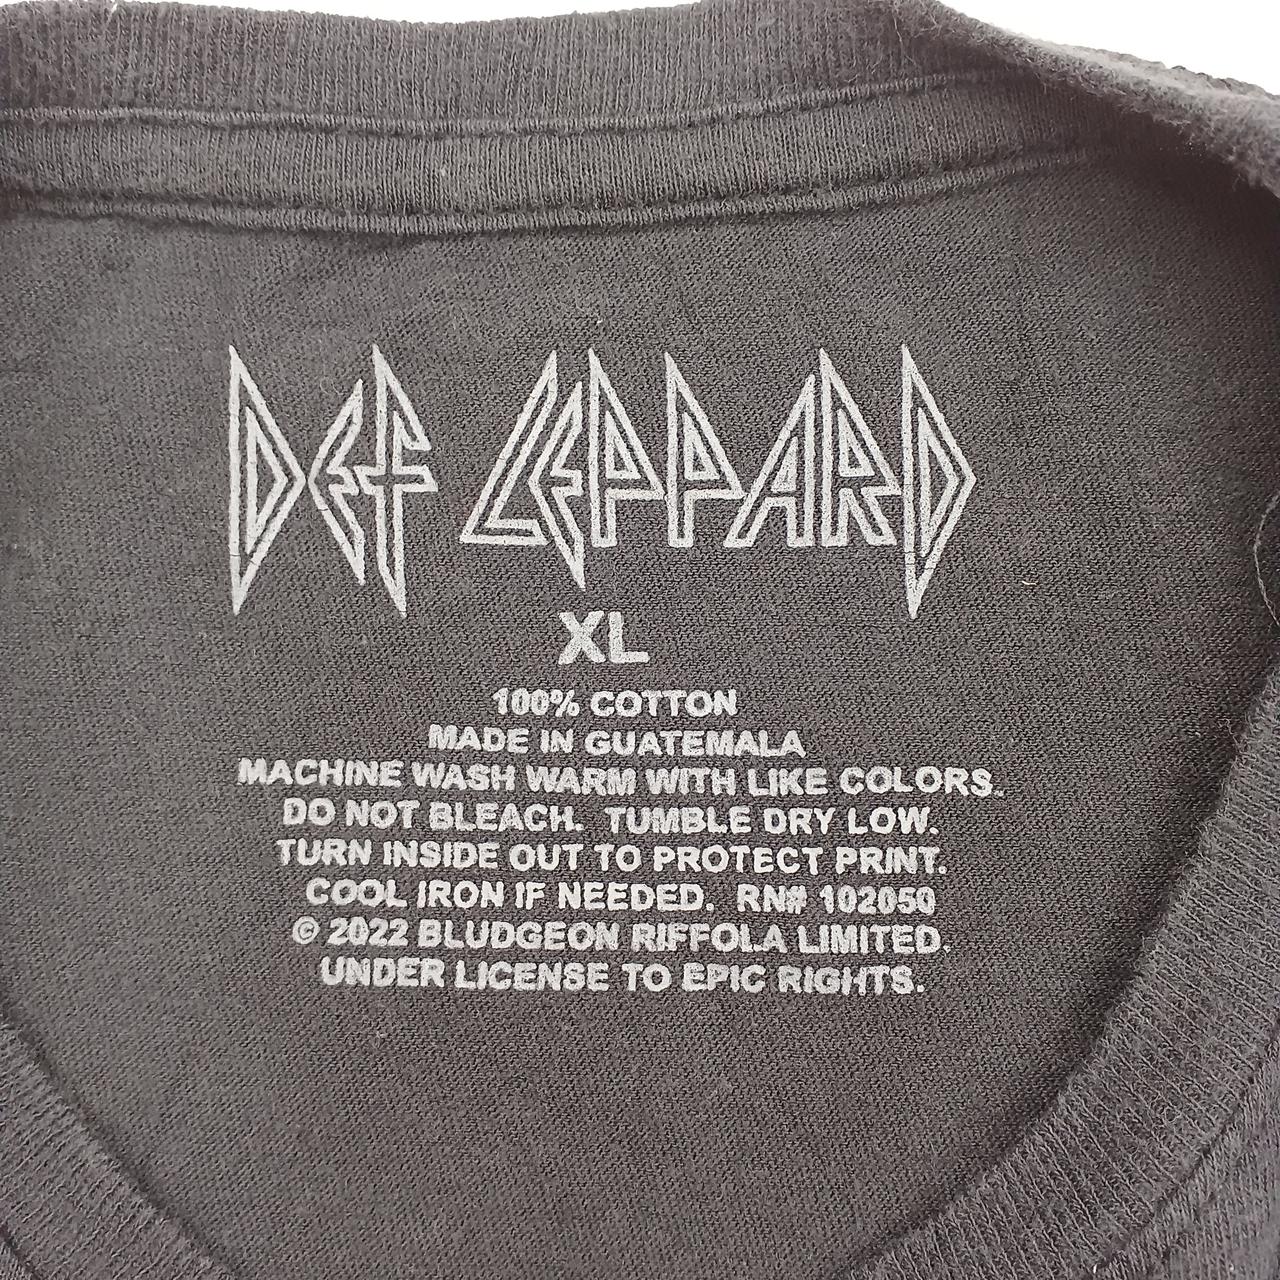 DEF LEPPARD
XL
100% COTTON
MADE IN GUATEMALA
MACHINE WASH WARM WITH LIKE COLORS.
DO NOT BLEACH. TUMBLE DRY LOW.
TURN INSIDE OUT TO PROTECT PRINT.
COOL IRON IF NEEDED. RN# 102050
© 2022 BLUDGEON RIFFOLA LIMITED.
UNDER LICENSE TO EPIC RIGHTS.